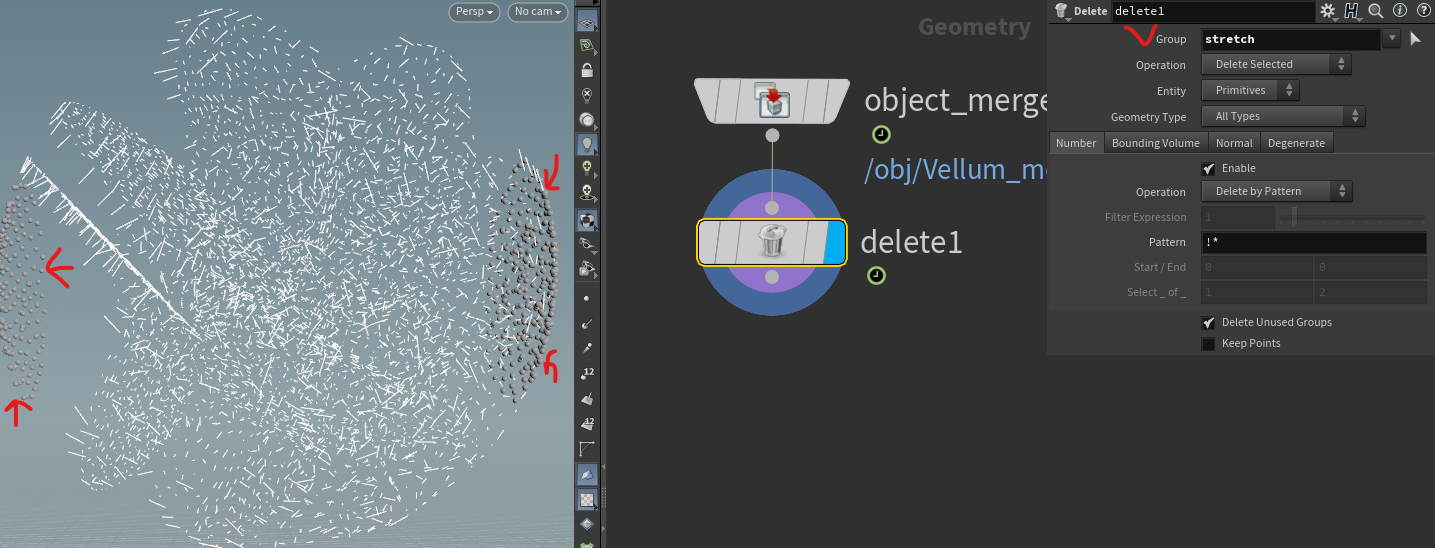 Persp
No cam
12
12
Geometry
object_merge
/obj/Vellum_m
delete1
Delete delete1
Group stretch
Operation Delete Selected
Entity Primitives
Geometry Type All Types
Number Bounding Volume Normal Degenerate
Enable
Operation Delete by Pattern
Filter Expression 1
Pattern !*
Start / End 0 0
Select _ of _ 1 2
Delete Unused Groups
Keep Points